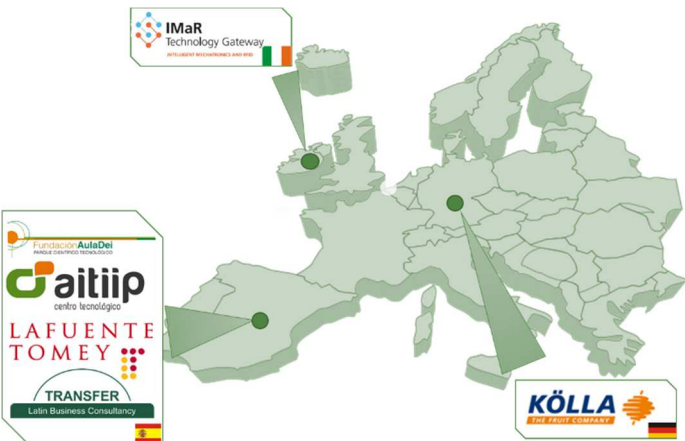 IMaR
Technology Gateway
INTELLIGENT MECHATRONICS AND RFID
FundaciónAulaDei
PARQUE CIENTÍFICO TECNOLÓGICO
aitiip
centro tecnológico
LAFUENTE
TOMEY
TRANSFER
Latin Business Consultancy
KÖLLA
THE FRUIT COMPANY